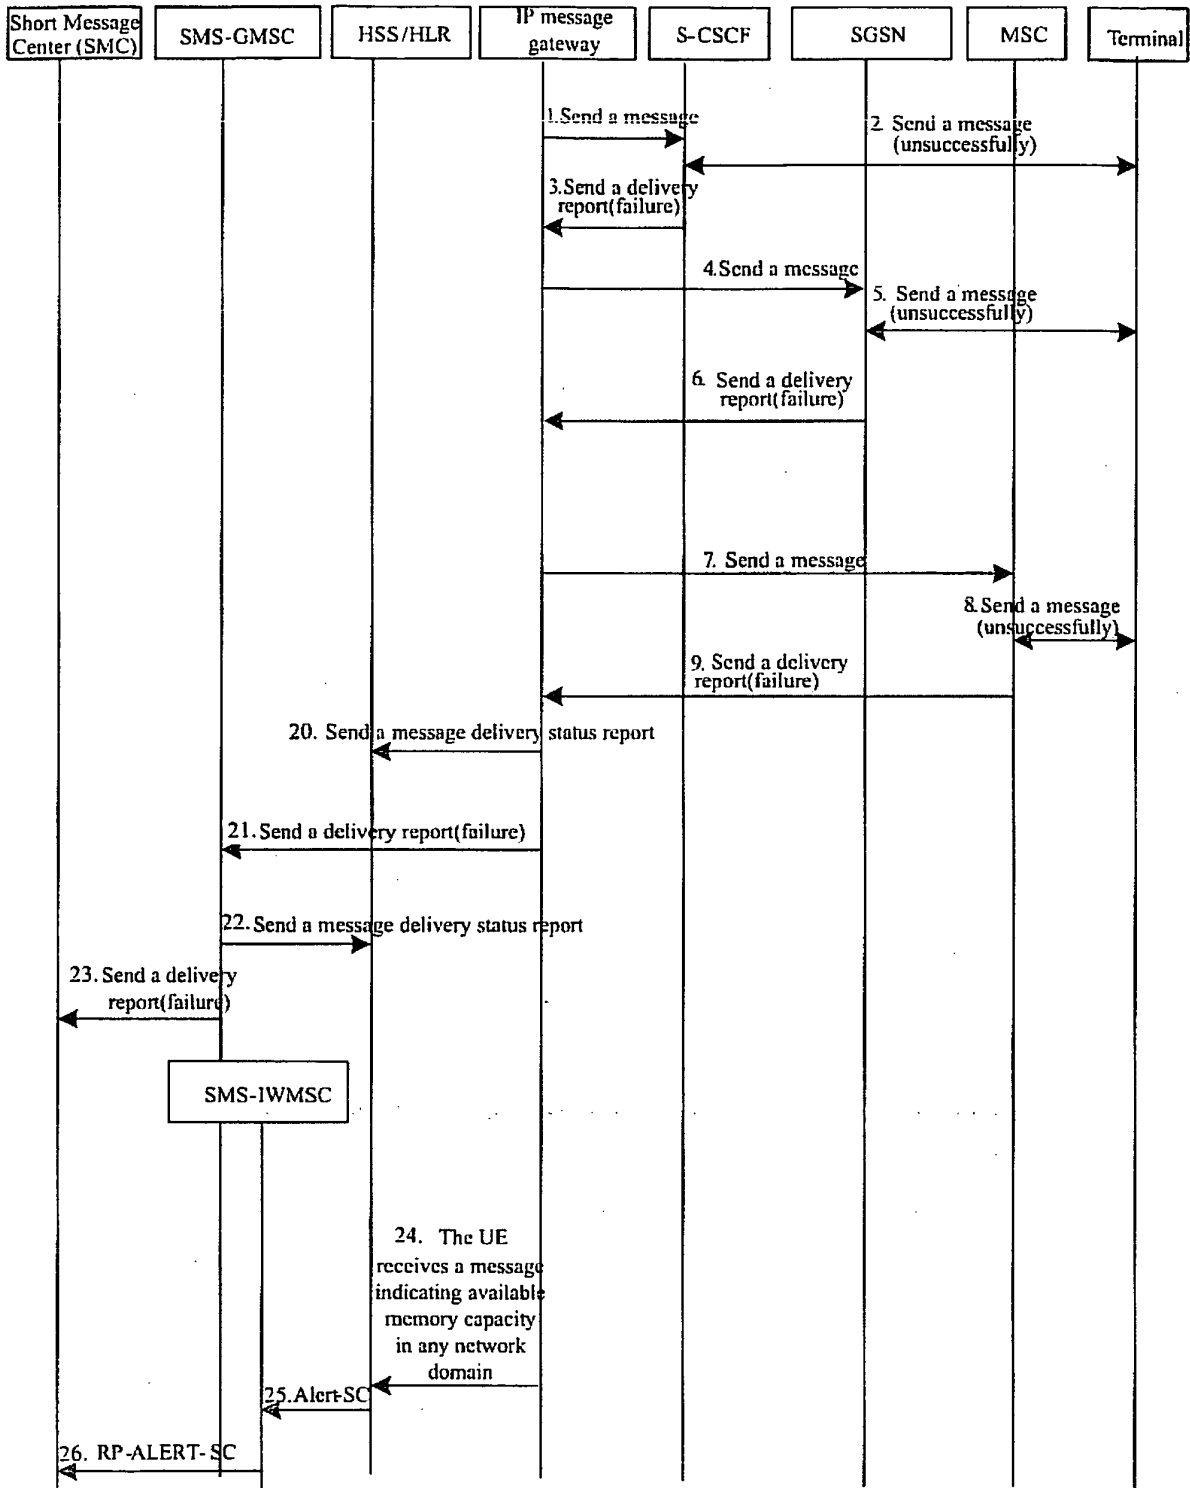 Short Message
Center (SMC)
SMS-GMSC
HSS/HLR
IP message
gateway
S-CSCF
SGSN
MSC
Terminal
1.Send a message
2. Send a message
(unsuccessfully)
3.Send a delivery
report(failure)
4.Send a message
5. Send a message
(unsuccessfully)
6. Send a delivery
report(failure)
7. Send a message
8.Send a message
(unsuccessfully)
9. Send a delivery
report(failure)
20. Send a message delivery status report
21.Send a delivery report(failure)
22.Send a message delivery status report
23.Send a delivery
report(failure)
SMS-IWMSC
24. The UE
receives a message
indicating available
memory capacity
in any network
domain
25.Alert-SC
26. RP-ALERT-SC